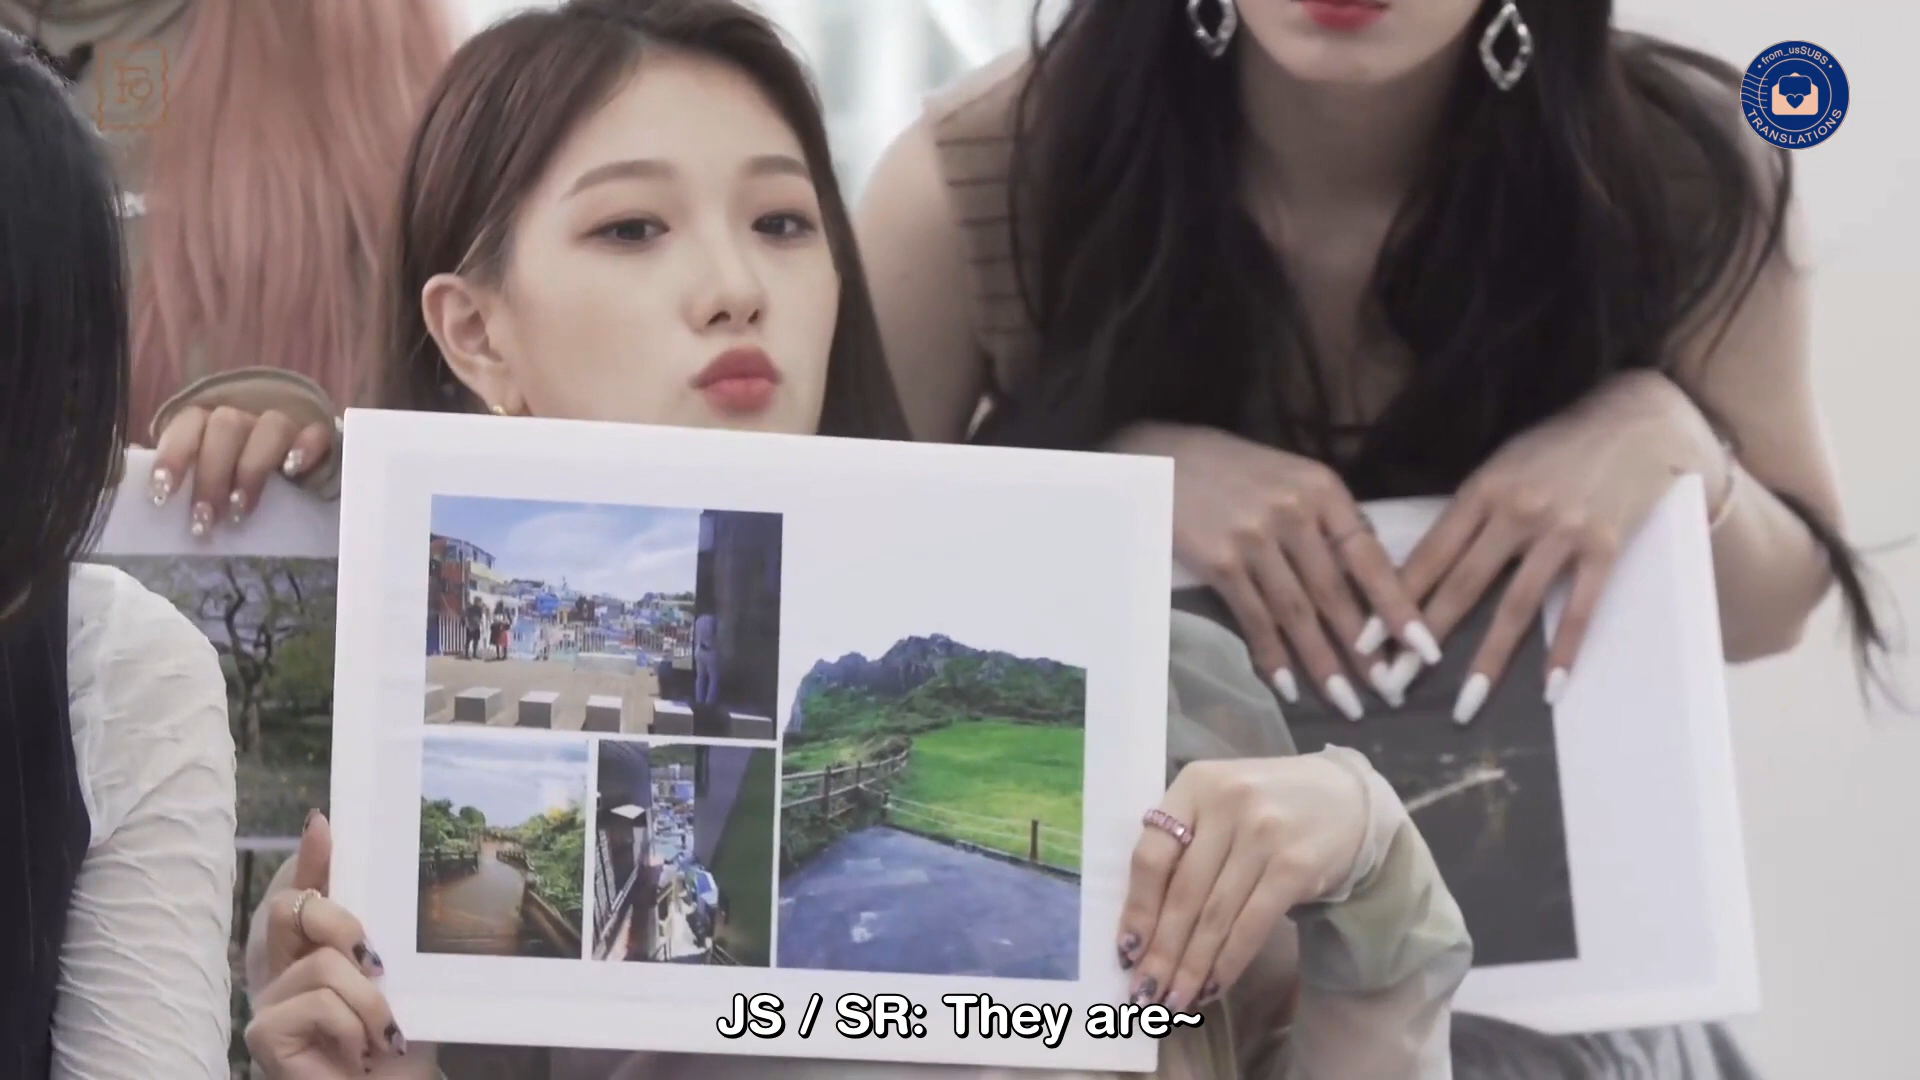 from_usSUBS
TRANSLATIONS
JS / SR: They are~